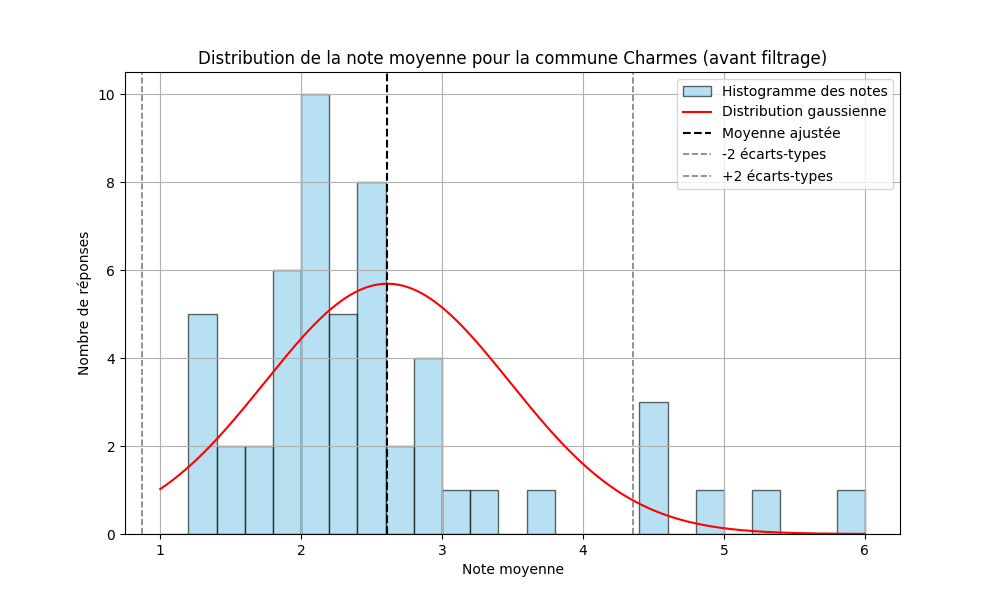 Distribution de la note moyenne pour la commune Charmes (avant filtrage)
Histogramme des notes
Distribution gaussienne
Moyenne ajustée
-2 écarts-types
+2 écarts-types
Nombre de réponses
10
8
6
4
2
0
1 2 3 4 5 6
Note moyenne